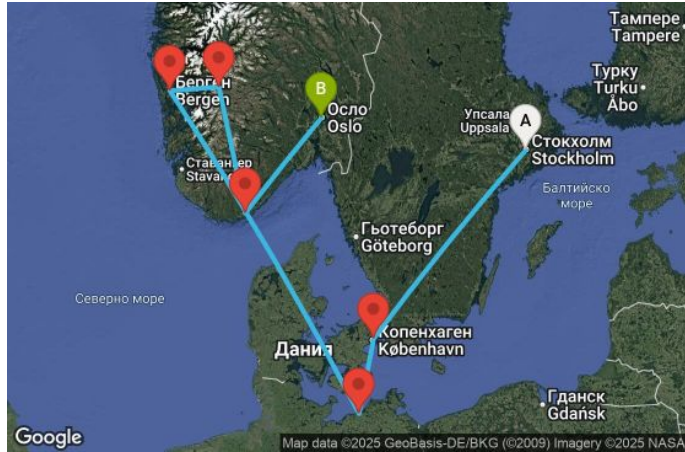 Тампере
Tampere
Турку
Turku
Åbo
Берген
Bergen
B
Осло
Oslo
Упсала
Uppsala
A
Стокхолм
Stockholm
Ставангер
Балтийско
море
Гьотеборг
Göteborg
Северно море
Копенхаген
København
Дания
Гданск
Gdańsk
Google
Map data ©2025 GeoBasis-DE/BKG (©2009) Imagery ©2025 NASA